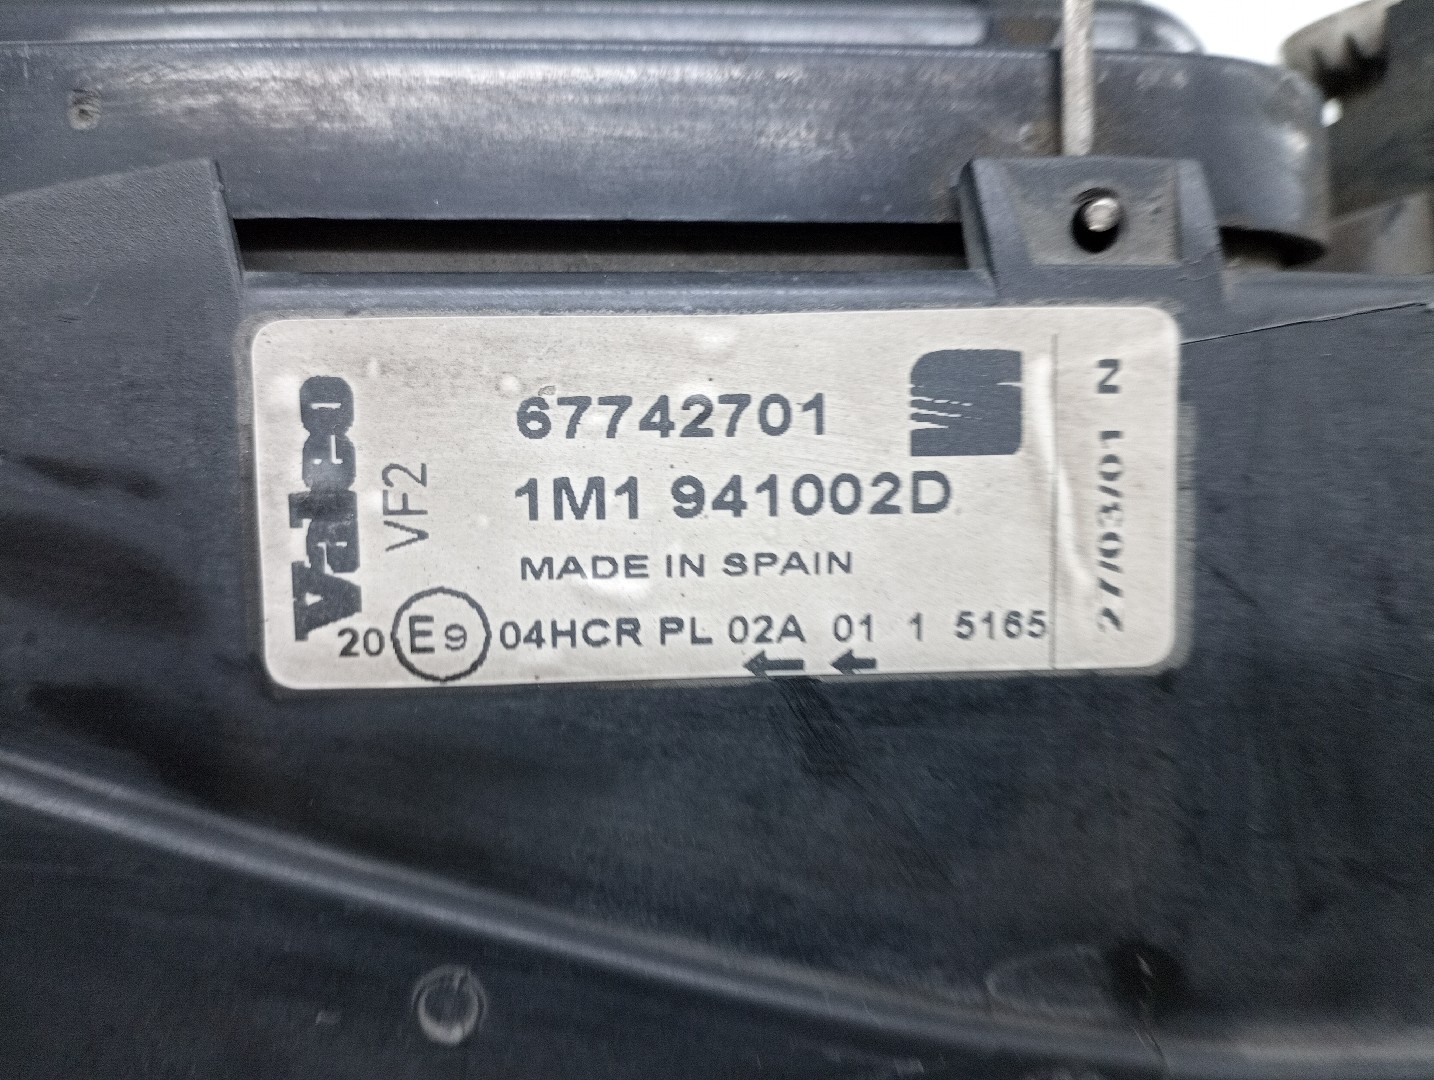 Valeo
VF2
67742701
1M1 941002D
MADE IN SPAIN
20 E9 04HCR PL 02A 01 1 5165
27/03/01 N